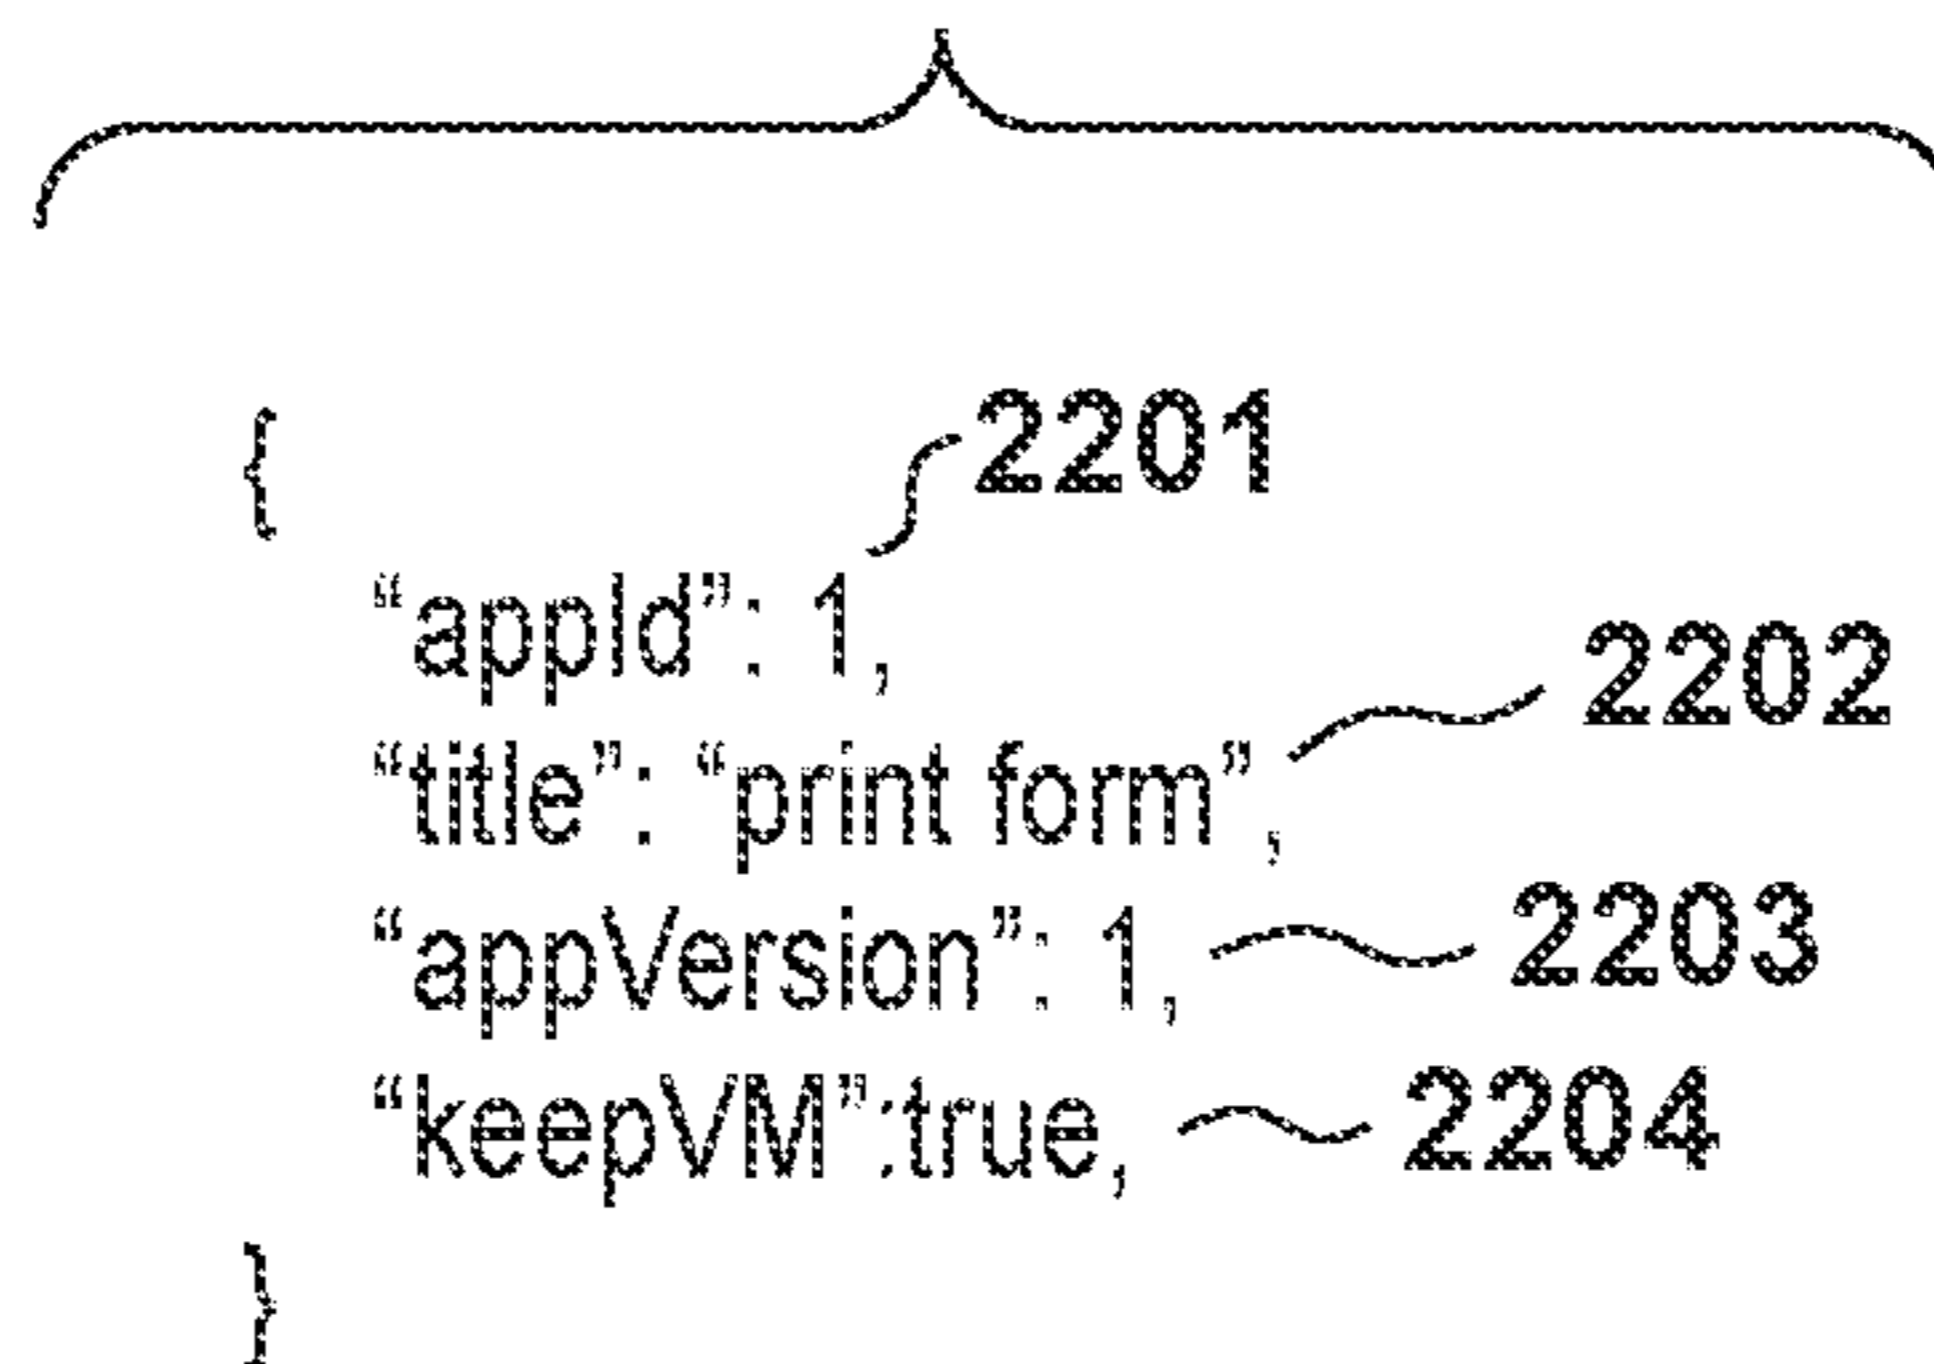 {
2201
“appId”: 1,
2202
“title”: “print form”,
“appVersion”: 1,
2203
“keepVM”:true,
2204
}